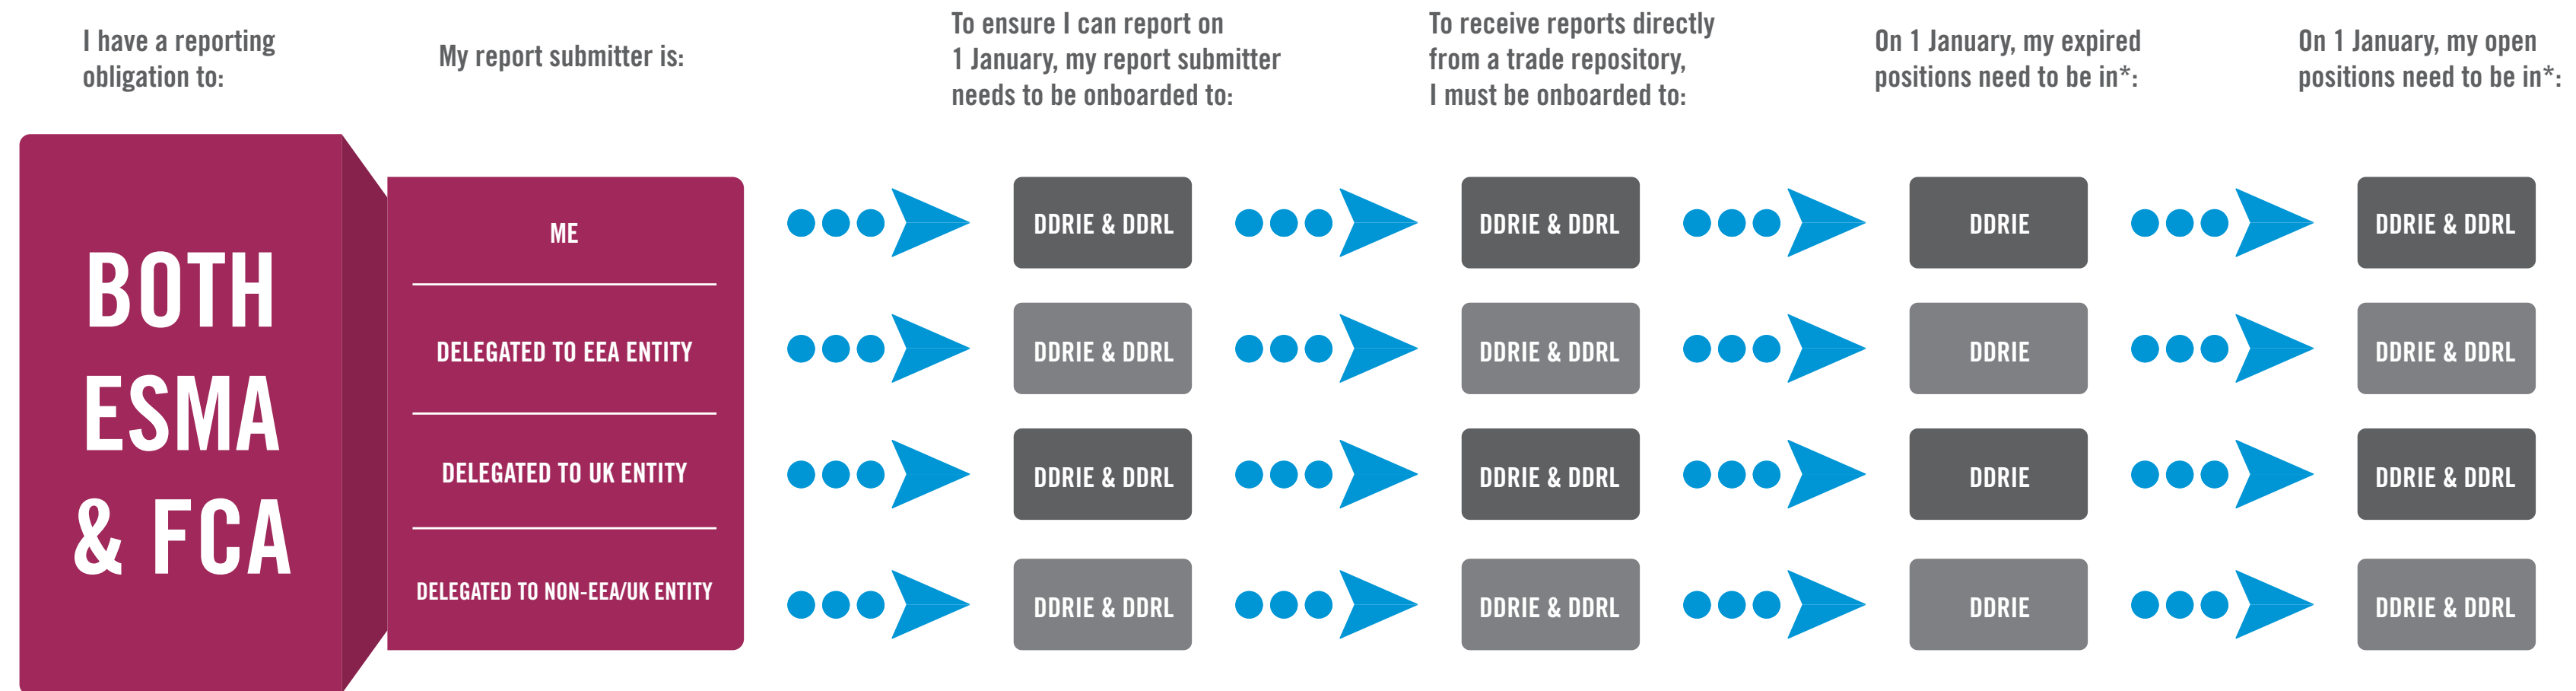 I have a reporting
obligation to:
My report submitter is:
To ensure I can report on
1 January, my report submitter
needs to be onboarded to:
To receive reports directly
from a trade repository,
I must be onboarded to:
On 1 January, my expired
positions need to be in*:
On 1 January, my open
positions need to be in*:
BOTH
ESMA
& FCA
ME
DDRIE & DDRL
DDRIE & DDRL
DDRIE
DDRIE & DDRL
DELEGATED TO EEA ENTITY
DDRIE & DDRL
DDRIE & DDRL
DDRIE
DDRIE & DDRL
DELEGATED TO UK ENTITY
DDRIE & DDRL
DDRIE & DDRL
DDRIE
DDRIE & DDRL
DELEGATED TO NON-EEA/UK ENTITY
DDRIE & DDRL
DDRIE & DDRL
DDRIE
DDRIE & DDRL